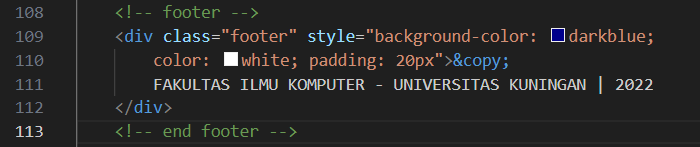 108 <!-- footer -->
109 <div class="footer" style="background-color: darkblue;
110 color: white; padding: 20px">&copy;
111 FAKULTAS ILMU KOMPUTER - UNIVERSITAS KUNINGAN | 2022
112 </div>
113 <!-- end footer -->